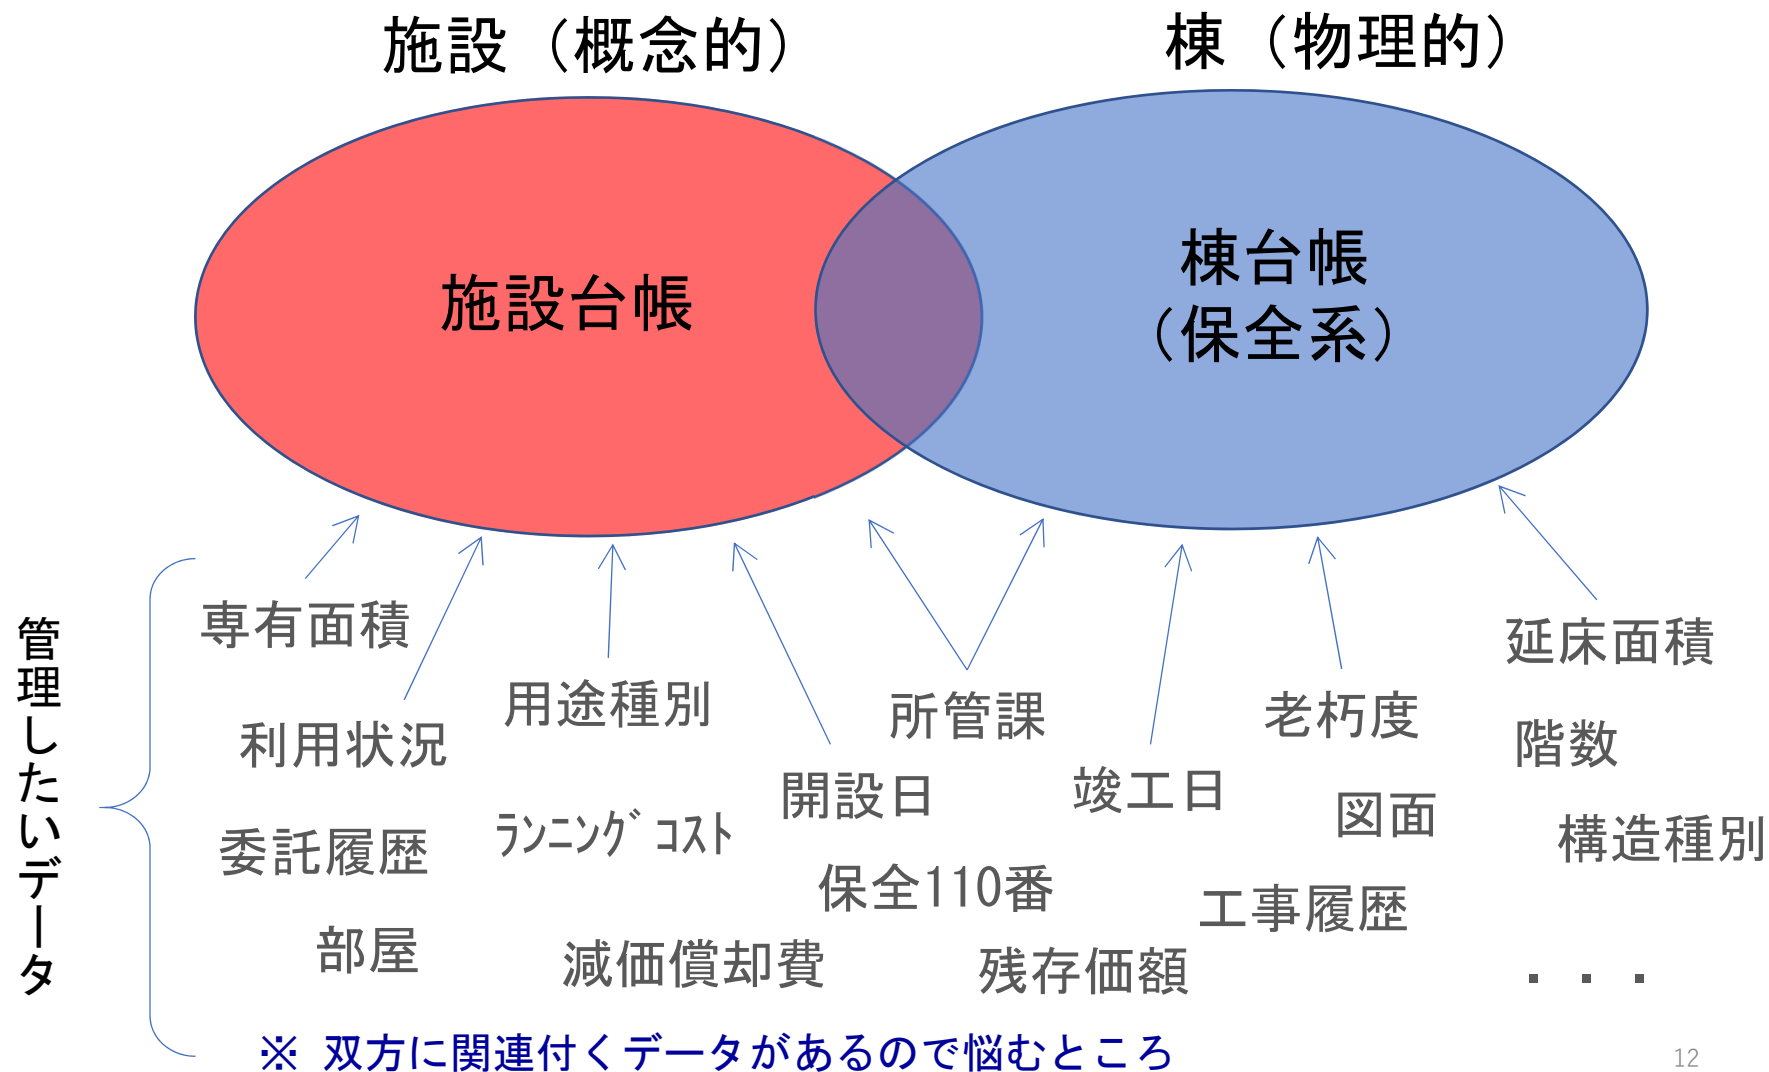 施設（概念的）
棟（物理的）
施設台帳
棟台帳
（保全系）
管理したいデータ
専有面積
利用状況
用途種別
開設日
所管課
竣工日
老朽度
延床面積
階数
委託履歴
ﾗﾝﾆﾝｸﾞｺｽﾄ
保全110番
図面
構造種別
工事履歴
部屋
減価償却費
残存価額
・・・
※ 双方に関連付くデータがあるので悩むところ
12